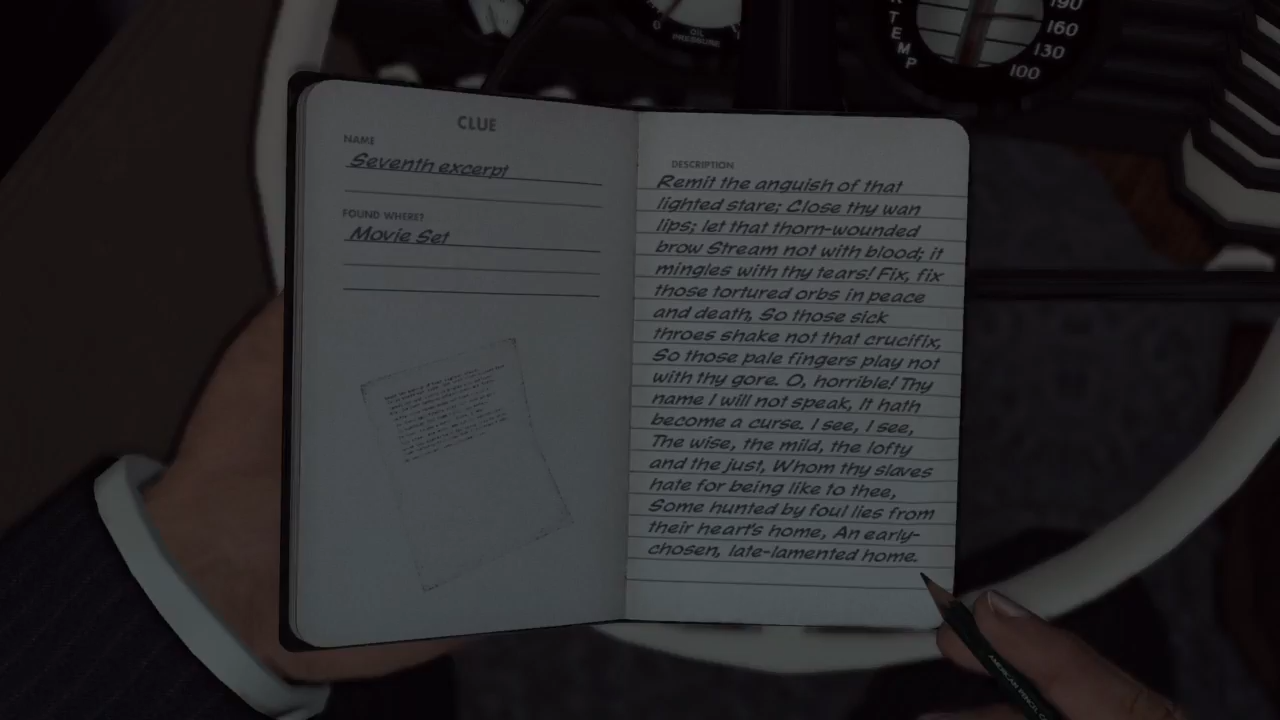 OIL
PRESSURE
TEMP
190
160
130
100
CLUE
NAME
Seventh excerpt
FOUND WHERE?
Movie Set
DESCRIPTION
Remit the anguish of that
lighted stare; Close thy wan
lips; let that thorn-wounded
brow Stream not with blood; it
mingles with thy tears! Fix, fix
those tortured orbs in peace
and death, So those sick
throes shake not that crucifix,
So those pale fingers play not
with thy gore. O, horrible! Thy
name I will not speak, It hath
become a curse. I see, I see,
The wise, the mild, the lofty
and the just, Whom thy slaves
hate for being like to thee,
Some hunted by foul lies from
their heart's home, An early-
chosen, late-lamented home.
AMERICAN PENCIL